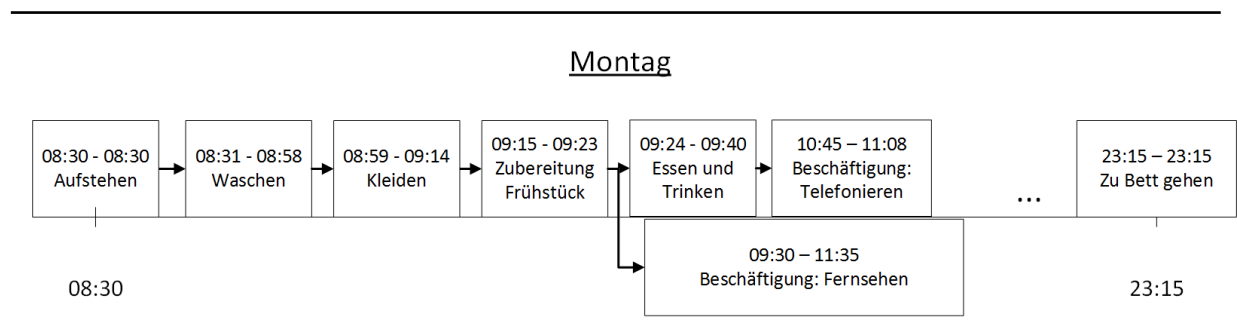 Montag
08:30 - 08:30
Aufstehen
08:31 - 08:58
Waschen
08:59 - 09:14
Kleiden
09:15 - 09:23
Zubereitung
Frühstück
09:24 - 09:40
Essen und
Trinken
10:45 – 11:08
Beschäftigung:
Telefonieren
...
23:15 – 23:15
Zu Bett gehen
09:30 – 11:35
Beschäftigung: Fernsehen
08:30
23:15